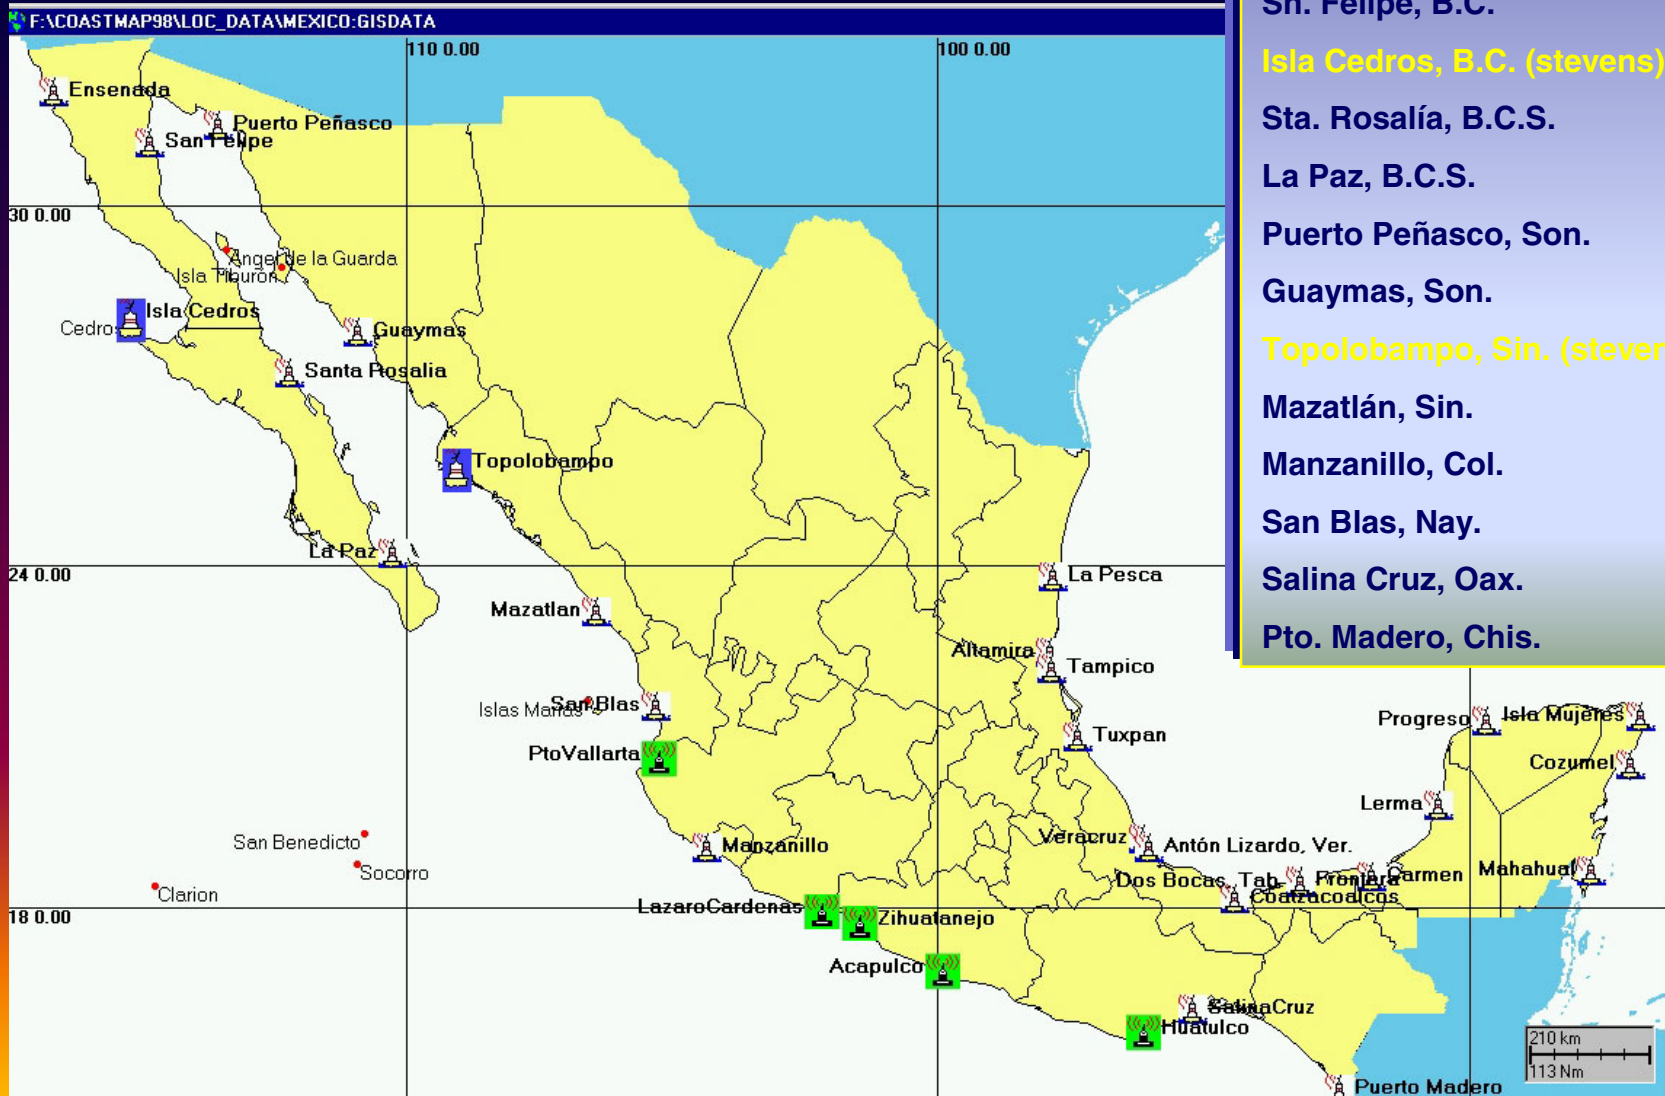 F:\COASTMAP98\LOC_DATA\MEXICO:GISDATA
110 0.00
100 0.00
Ensenada
Puerto Peñasco
San Felipe
30 0.00
Angel de la Guarda
Isla Tiburón
Isla Cedros
Cedros
Guaymas
Santa Rosalia
Topolobampo
La Paz
24 0.00
La Pesca
Mazatlan
Altamira
Tampico
Islas Marias
San Blas
Tuxpan
PtoVallarta
Progreso
Isla Mujeres
Cozumel
Lerma
San Benedicto
Manzanillo
Veracruz
Antón Lizardo, Ver.
Socorro
Clarion
Dos Bocas, Tab.
Frontera
Carmen
Mahahual
Coatzacoalcos
18 0.00
LazaroCardenas
Zihuatanejo
Acapulco
SalinaCruz
Huatulco
Puerto Madero
210 km
113 Nm
Sn. Felipe, B.C.
Isla Cedros, B.C. (stevens)
Sta. Rosalía, B.C.S.
La Paz, B.C.S.
Puerto Peñasco, Son.
Guaymas, Son.
Topolobampo, Sin. (steven
Mazatlán, Sin.
Manzanillo, Col.
San Blas, Nay.
Salina Cruz, Oax.
Pto. Madero, Chis.